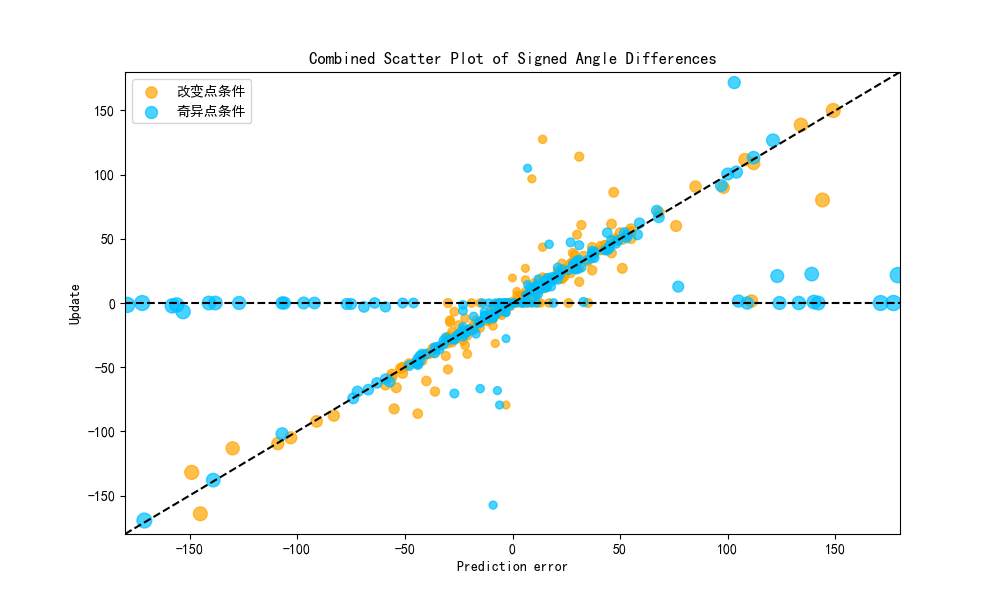 Combined Scatter Plot of Signed Angle Differences
改变点条件
奇异点条件
150
100
50
0
−50
−100
−150
Update
−150
−100
−50
0
50
100
150
Prediction error